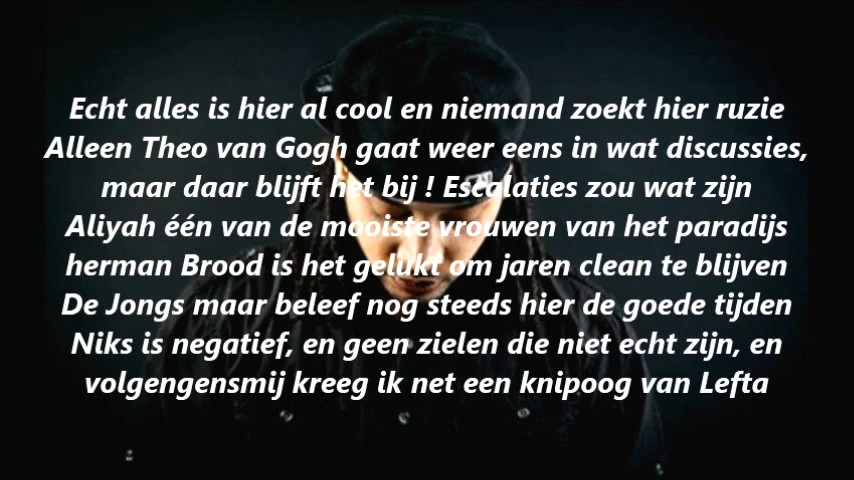 Echt alles is hier al cool en niemand zoekt hier ruzie
Alleen Theo van Gogh gaat weer eens in wat discussies,
maar daar blijft het bij ! Escalaties zou wat zijn
Aliyah één van de mooiste vrouwen van het paradijs
herman Brood is het gelukt om jaren clean te blijven
De Jongs maar beleef nog steeds hier de goede tijden
Niks is negatief, en geen zielen die niet echt zijn, en
volgengensmij kreeg ik net een knipoog van Lefta